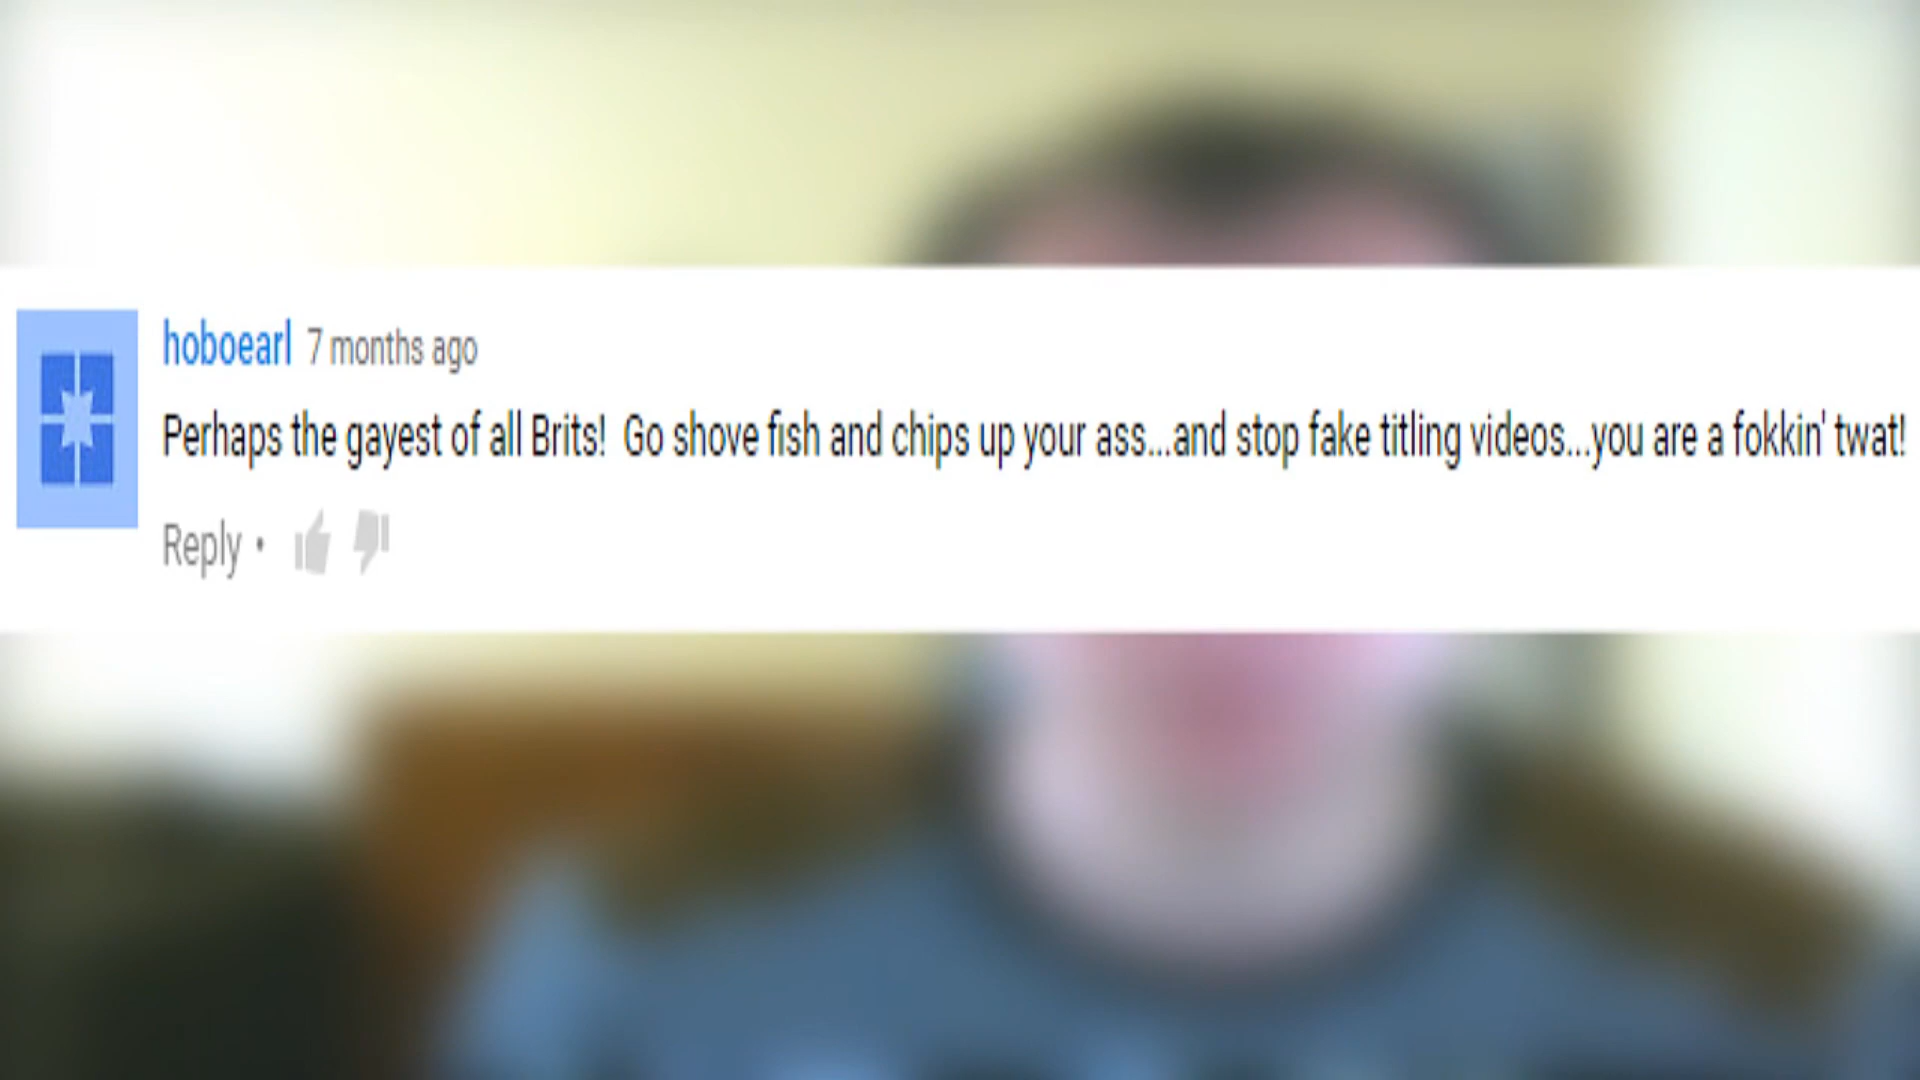 hoboearl 7 months ago
Perhaps the gayest of all Brits!  Go shove fish and chips up your ass...and stop fake titling videos...you are a fokkin' twat!
Reply •